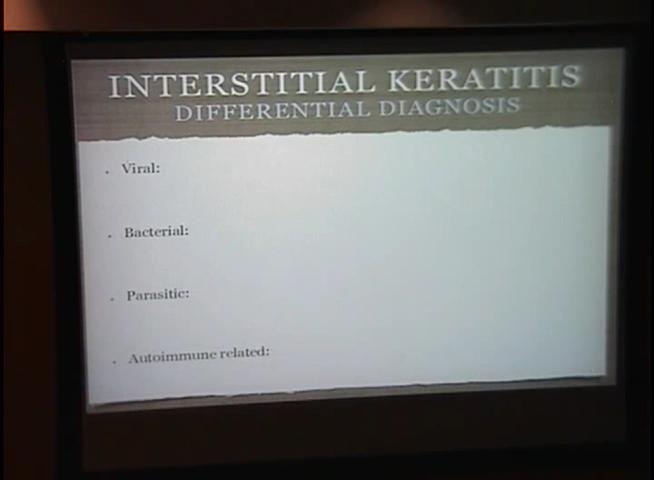 INTERSTITIAL KERATITIS
DIFFERENTIAL DIAGNOSIS
• Viral:
• Bacterial:
• Parasitic:
• Autoimmune related: